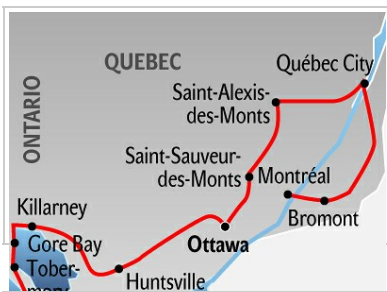 QUEBEC
Québec City
ONTARIO
Saint-Alexis-
des-Monts
Saint-Sauveur-
des-Monts
Montréal
Killarney
Bromont
Gore Bay
Ottawa
Tober-
mory
Huntsville